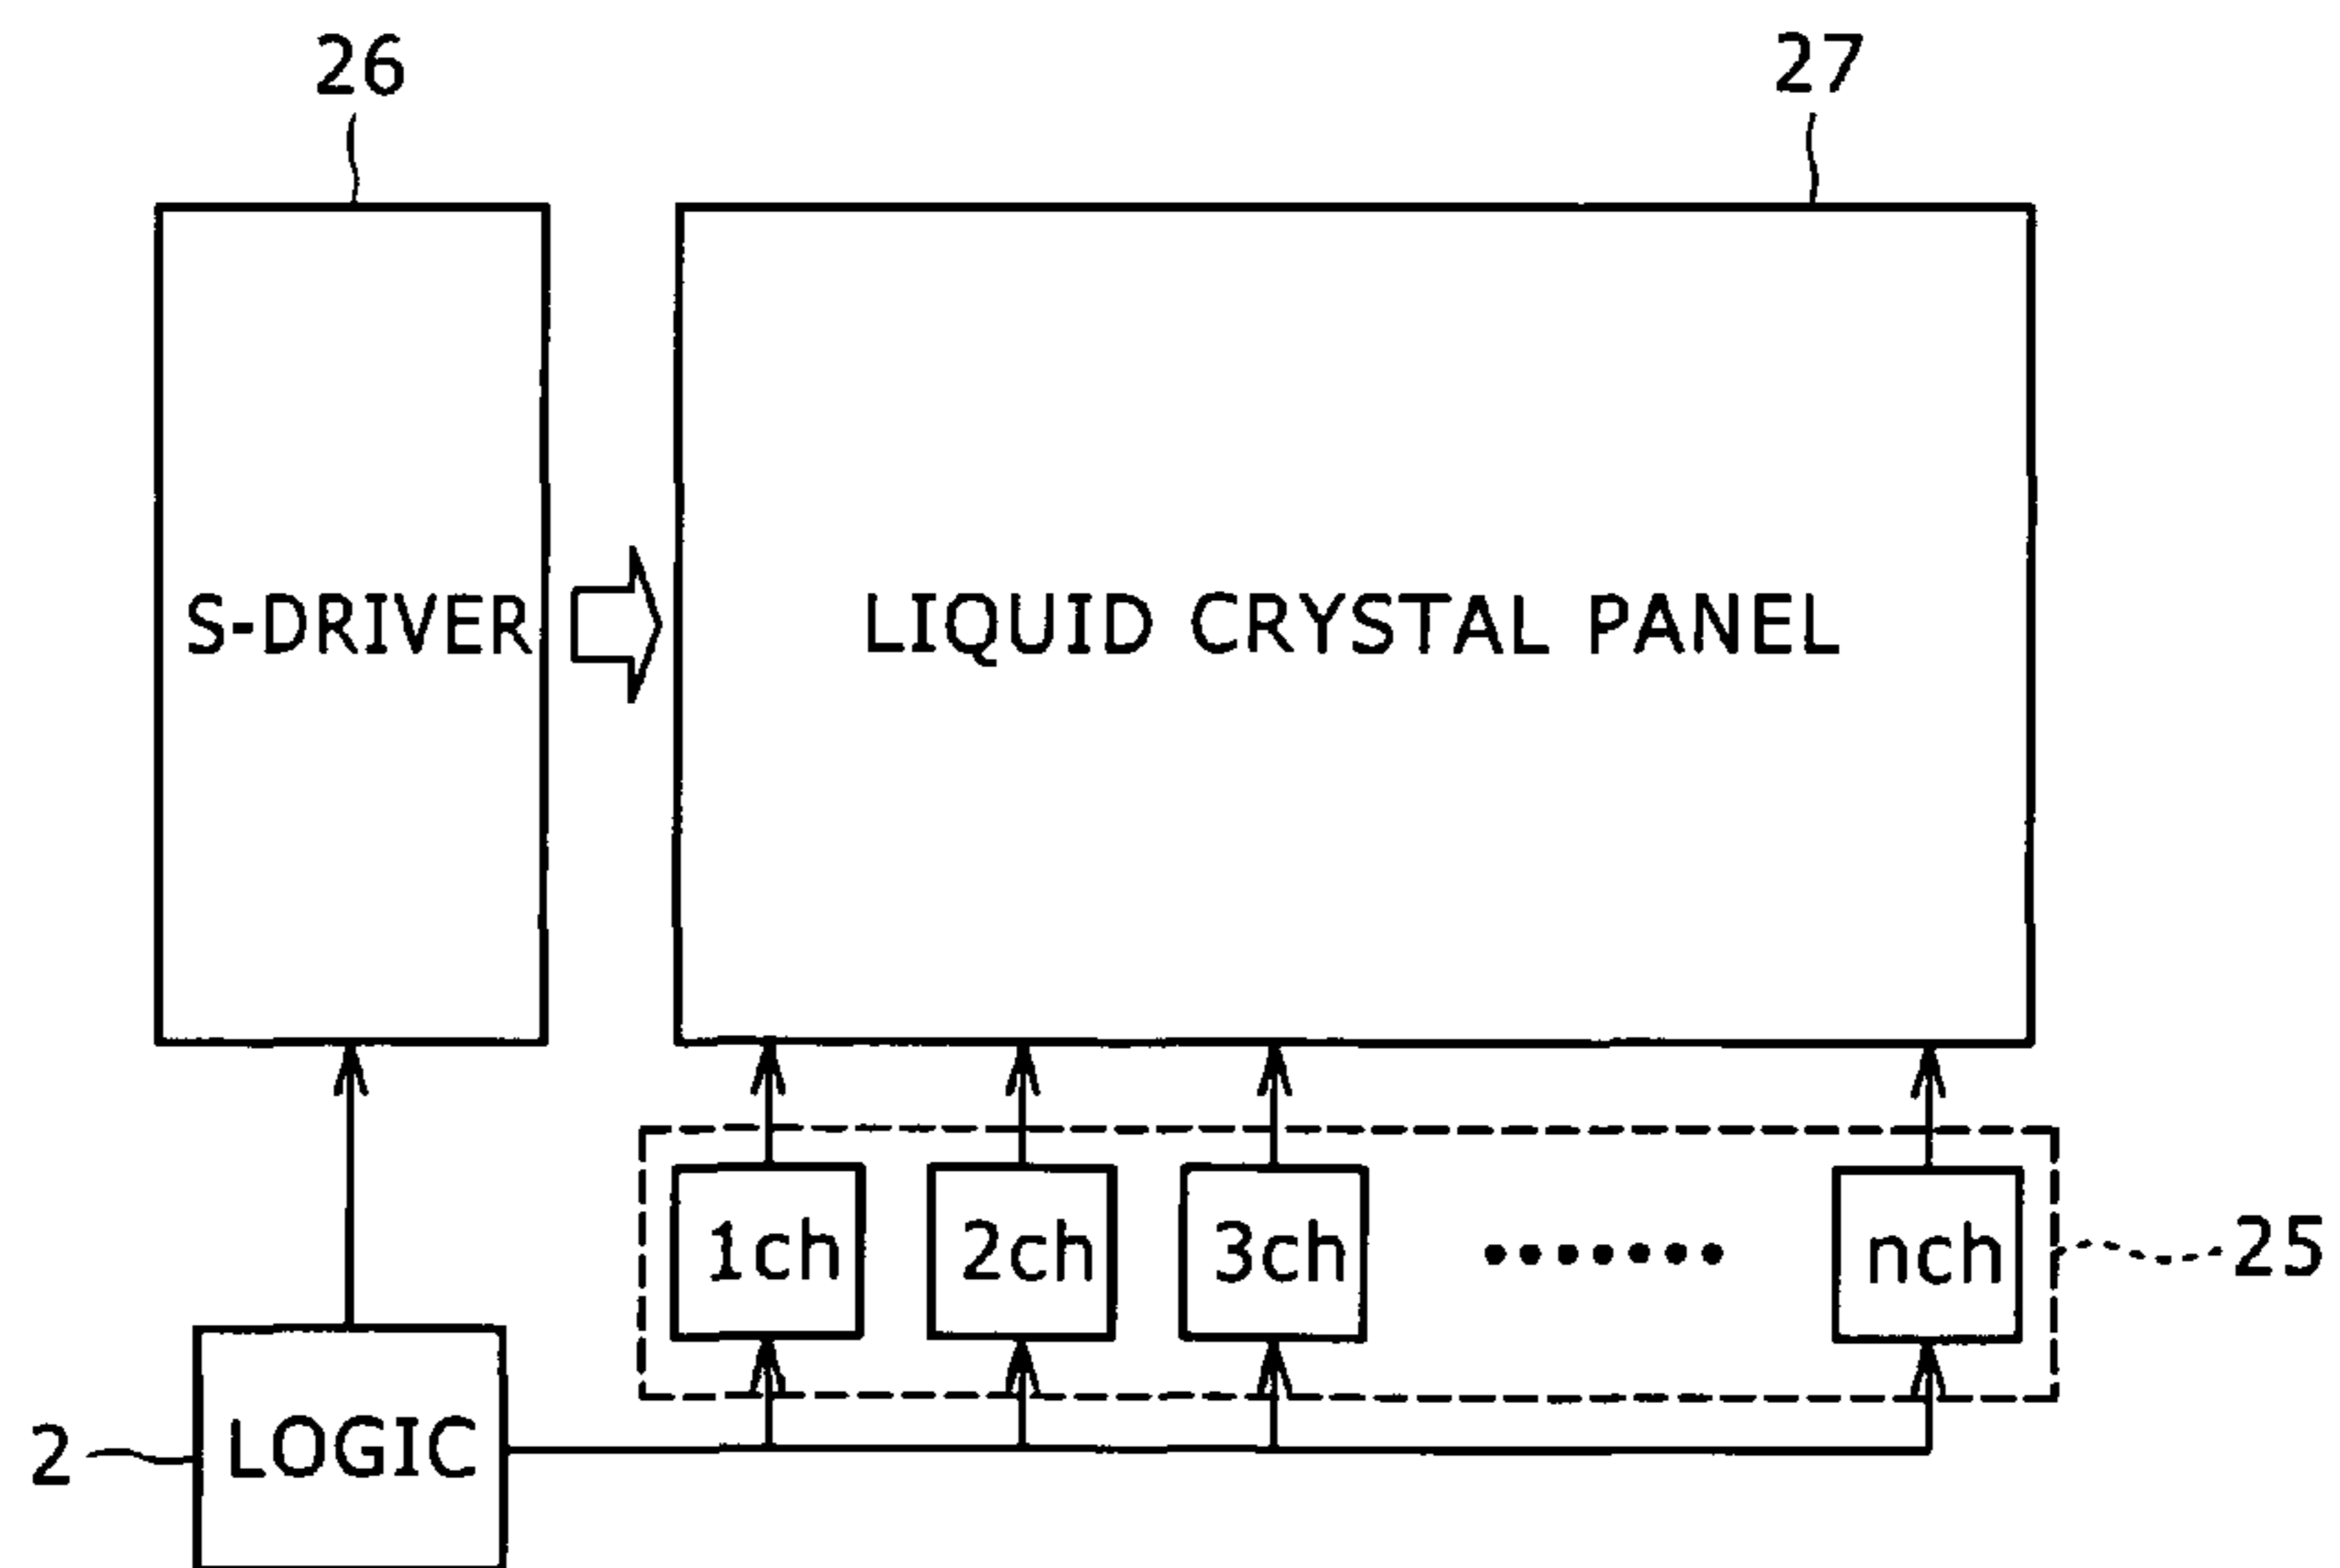 26
27
S-DRIVER
LIQUID CRYSTAL PANEL
1ch
2ch
3ch
.......
nch
25
2
LOGIC